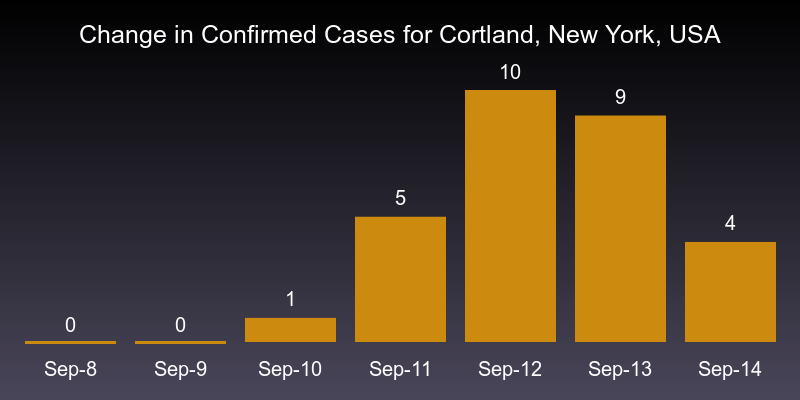 Change in Confirmed Cases for Cortland, New York, USA
0 0 1 5 10 9 4
Sep-8 Sep-9 Sep-10 Sep-11 Sep-12 Sep-13 Sep-14